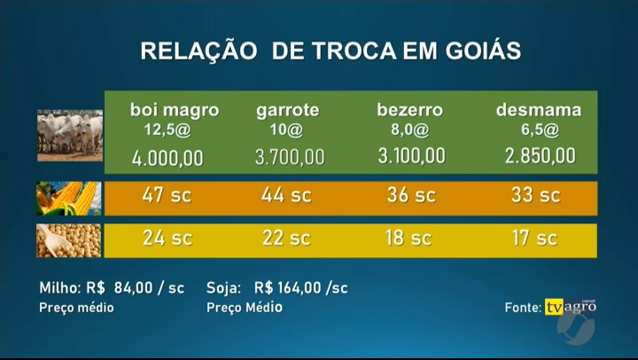 RELAÇÃO DE TROCA EM GOIÁS
boi magro garrote bezerro desmama
12,5@ 10@ 8,0@ 6,5@
4.000,00 3.700,00 3.100,00 2.850,00
47 sc 44 sc 36 sc 33 sc
24 sc 22 sc 18 sc 17 sc
Milho: R$ 84,00 / sc Soja: R$ 164,00 /sc
Preço médio Preço Médio Fonte: tvagro